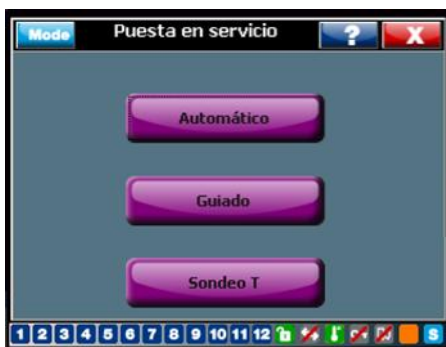 Mode Puesta en servicio ? X
Automático
Guiado
Sondeo T
1 2 3 4 5 6 7 8 9 10 11 12 S